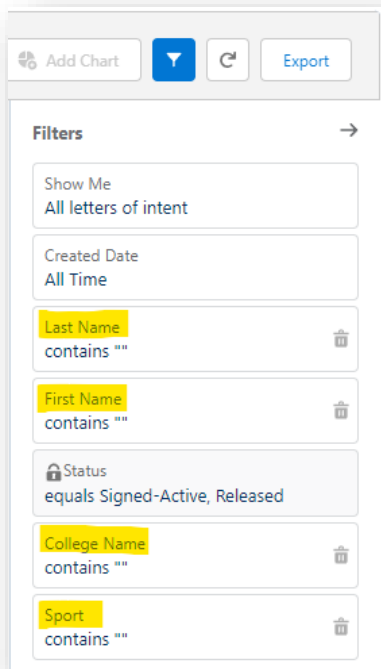 Add Chart
Export
Filters
Show Me
All letters of intent
Created Date
All Time
Last Name
contains ""
First Name
contains ""
Status
equals Signed-Active, Released
College Name
contains ""
Sport
contains ""